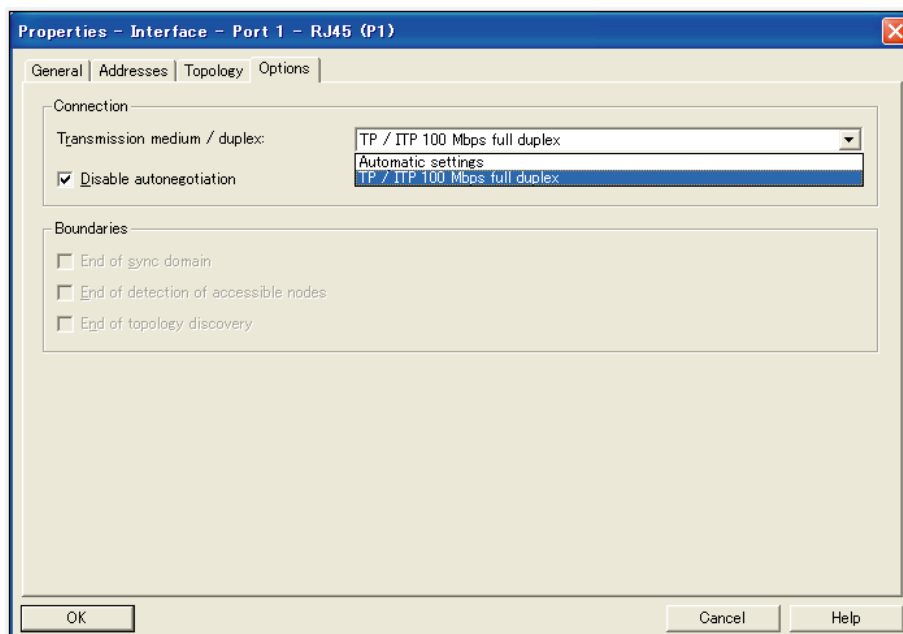 Properties - Interface - Port 1 - RJ45 (P1)
General Addresses Topology Options
Connection
Transmission medium / duplex: TP / ITP 100 Mbps full duplex
Automatic settings
Disable autonegotiation TP / ITP 100 Mbps full duplex
Boundaries
End of sync domain
End of detection of accessible nodes
End of topology discovery
OK Cancel Help